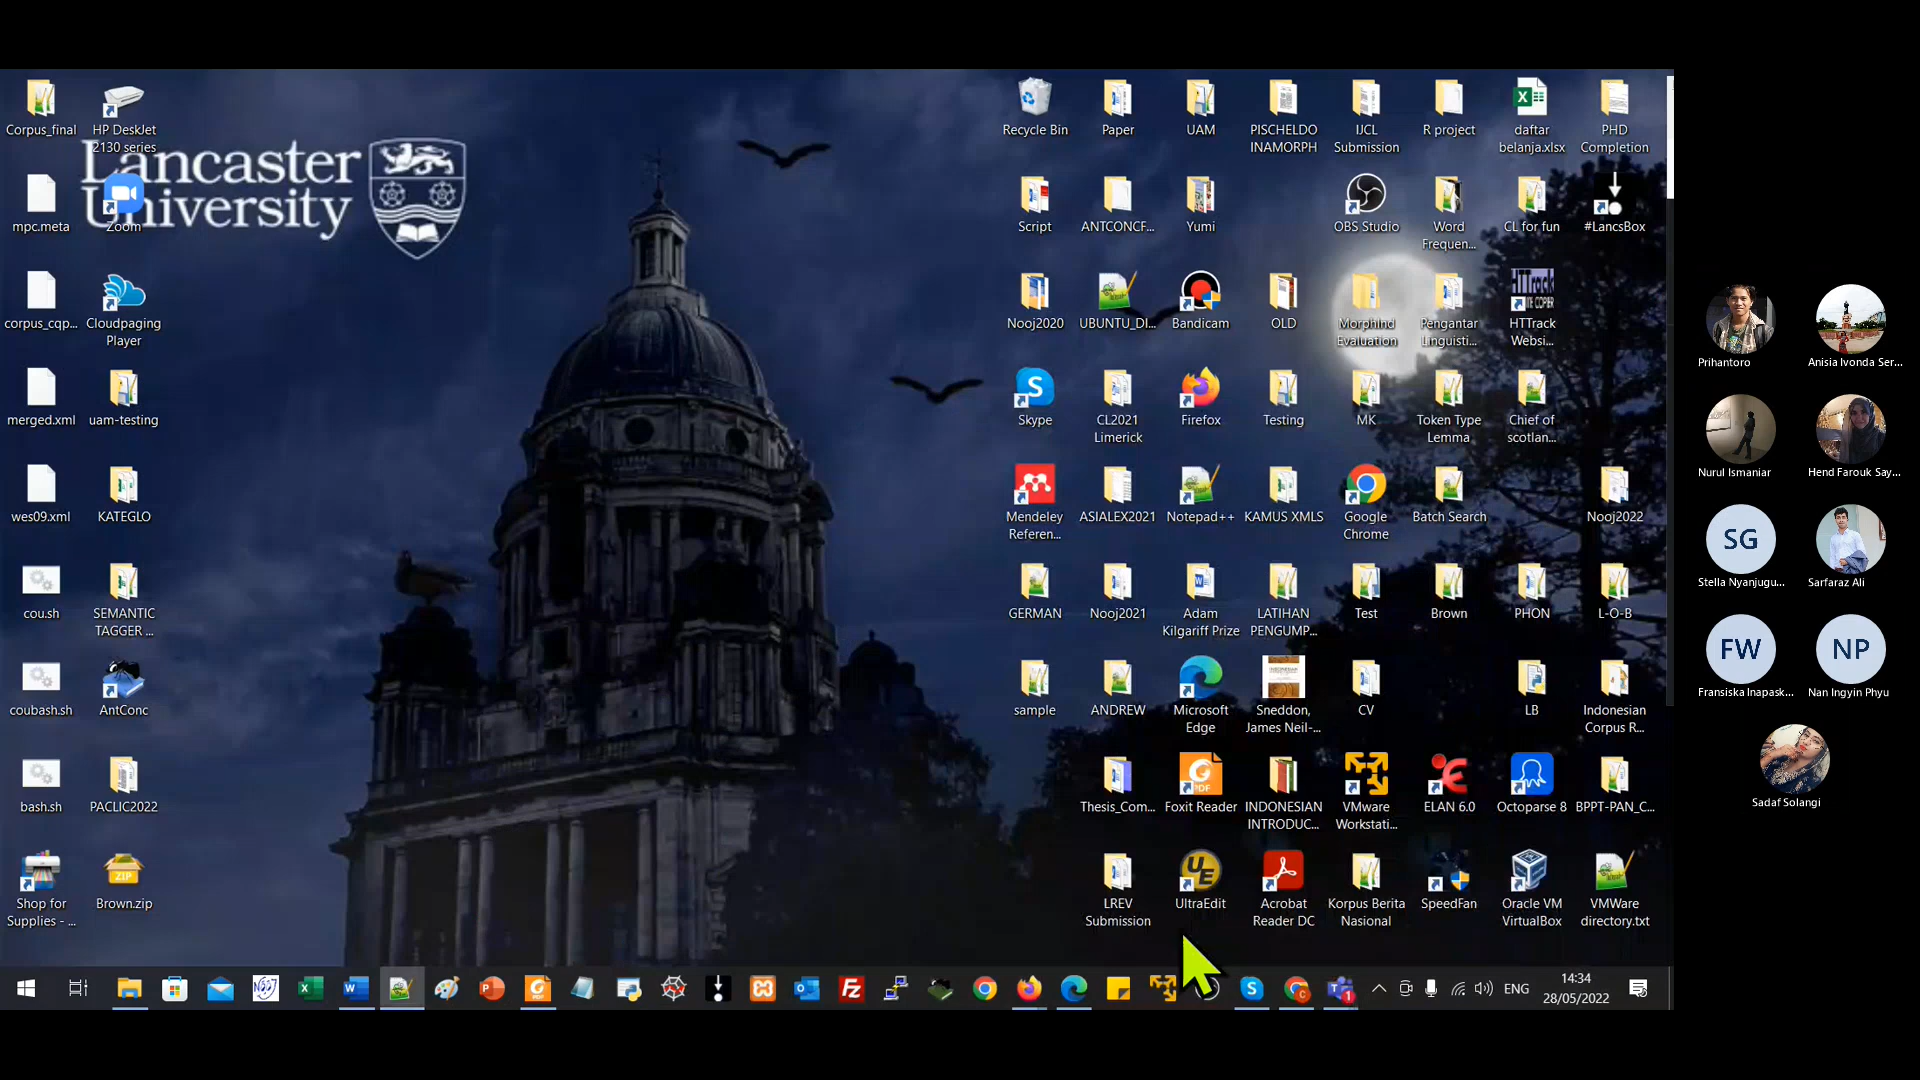 Corpus_final
HP DeskJet
2130 series
Lancaster
University
mpc.meta
Zoom
corpus_cqp...
Cloudpaging
Player
merged.xml
uam-testing
wes09.xml
KATEGLO
cou.sh
SEMANTIC
TAGGER ...
coubash.sh
AntConc
bash.sh
PACLIC2022
Shop for
Supplies - ...
ZIP
Brown.zip
Recycle Bin
Paper
UAM
PISCHELDO
INAMORPH
IJCL
Submission
R project
daftar
belanja.xlsx
PHD
Completion
Script
ANTCONCF...
Yumi
OBS Studio
Word
Frequen...
CL for fun
#LancsBox
Nooj2020
UBUNTU_DI...
Bandicam
OLD
Morphind
Evaluation
Pengantar
Linguisti...
HTTrack
Websi...
Skype
CL2021
Limerick
Firefox
Testing
MK
Token Type
Lemma
Chief of
scotlan...
Mendeley
Referen...
ASIALEX2021
Notepad++
KAMUS XMLS
Google
Chrome
Batch Search
Nooj2022
GERMAN
Nooj2021
Adam
Kilgariff Prize
LATIHAN
PENGUMP...
Test
Brown
PHON
L-O-B
sample
ANDREW
Microsoft
Edge
Sneddon,
James Neil-...
CV
LB
Indonesian
Corpus R...
Thesis_Com...
Foxit Reader
INDONESIAN
INTRODUC...
VMware
Workstati...
ELAN 6.0
Octoparse 8
BPPT-PAN_C...
LREV
Submission
UltraEdit
Acrobat
Reader DC
Korpus Berita
Nasional
SpeedFan
Oracle VM
VirtualBox
VMWare
directory.txt
ENG
14:34
28/05/2022
Prihantoro
Anisia Ivonda Ser...
Nurul Ismaniar
Hend Farouk Say...
SG
Stella Nyanjugu...
Sarfaraz Ali
FW
Fransiska Inapask...
NP
Nan Ingyin Phyu
Sadaf Solangi